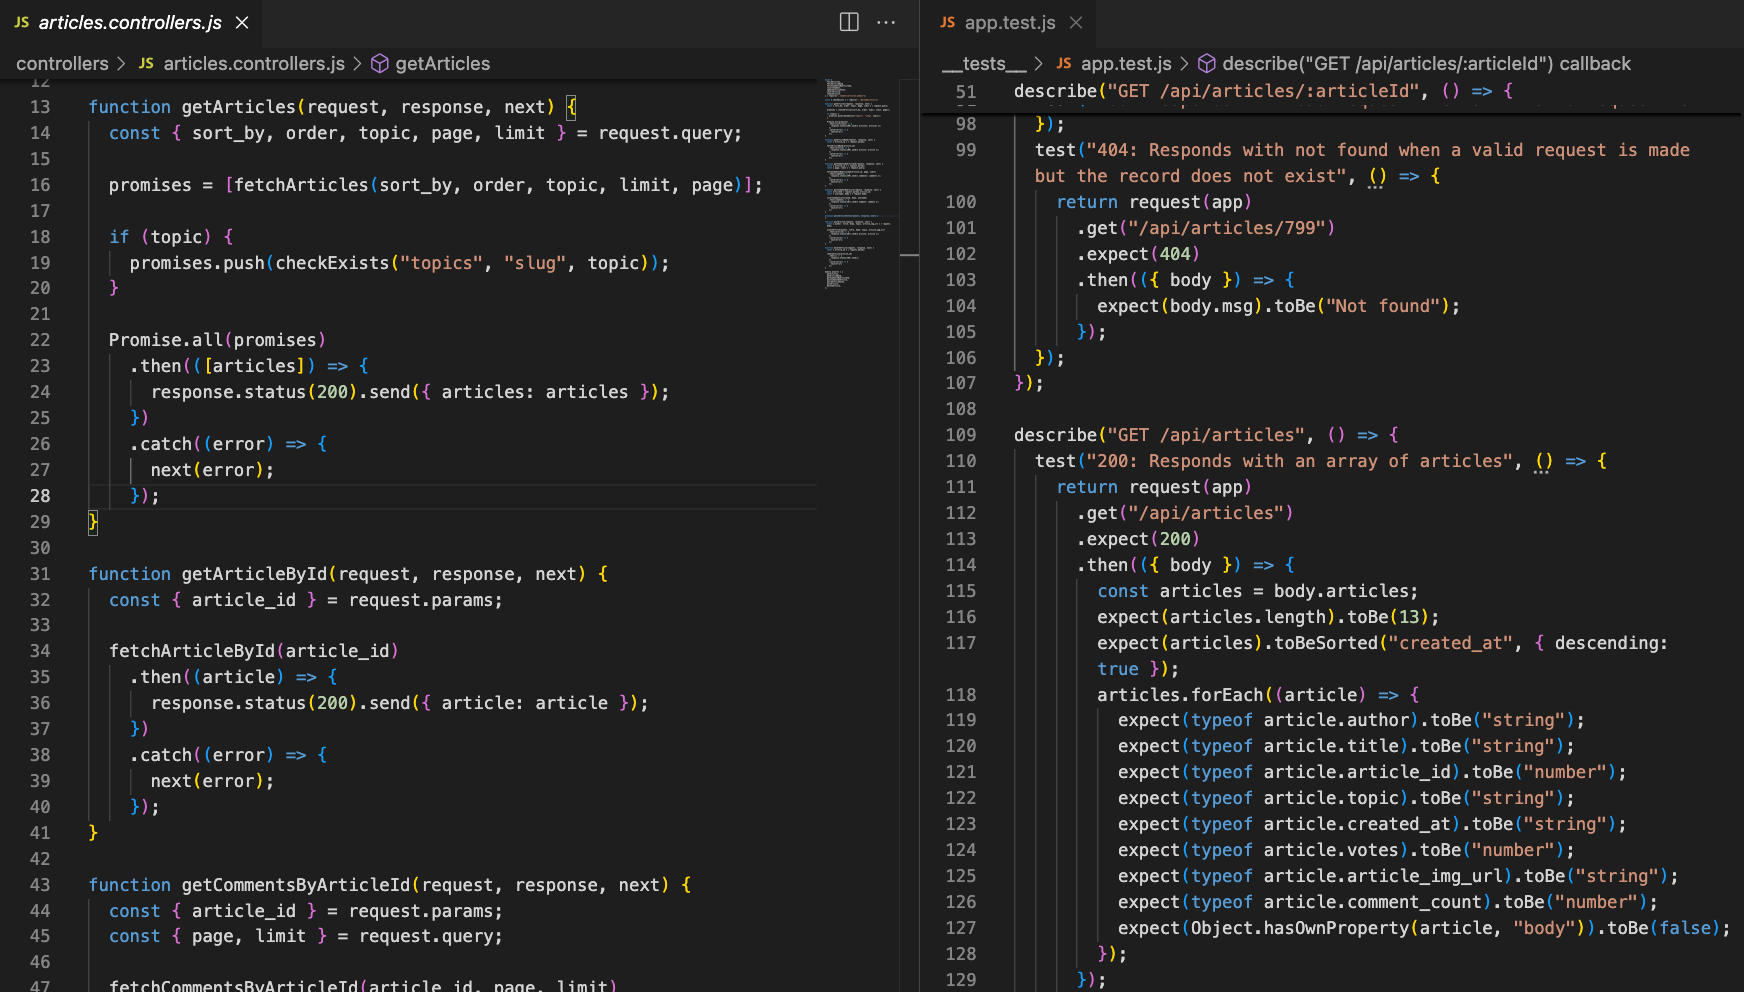 JS articles.controllers.js
controllers > JS articles.controllers.js > getArticles
12
13 function getArticles(request, response, next) {
14 const { sort_by, order, topic, page, limit } = request.query;
15
16 promises = [fetchArticles(sort_by, order, topic, limit, page)];
17
18 if (topic) {
19 promises.push(checkExists("topics", "slug", topic));
20 }
21
22 Promise.all(promises)
23 .then(([articles]) => {
24 response.status(200).send({ articles: articles });
25 })
26 .catch((error) => {
27 next(error);
28 });
29 }
30
31 function getArticleById(request, response, next) {
32 const { article_id } = request.params;
33
34 fetchArticleById(article_id)
35 .then((article) => {
36 response.status(200).send({ article: article });
37 })
38 .catch((error) => {
39 next(error);
40 });
41 }
42
43 function getCommentsByArticleId(request, response, next) {
44 const { article_id } = request.params;
45 const { page, limit } = request.query;
46
47 fetchCommentsByArticleId(article_id, page, limit)
JS app.test.js
__tests__ > JS app.test.js > describe("GET /api/articles/:articleId") callback
51 describe("GET /api/articles/:articleId", () => {
98 });
99 test("404: Responds with not found when a valid request is made
but the record does not exist", () => {
100 return request(app)
101 .get("/api/articles/799")
102 .expect(404)
103 .then(({ body }) => {
104 expect(body.msg).toBe("Not found");
105 });
106 });
107 });
108
109 describe("GET /api/articles", () => {
110 test("200: Responds with an array of articles", () => {
111 return request(app)
112 .get("/api/articles")
113 .expect(200)
114 .then(({ body }) => {
115 const articles = body.articles;
116 expect(articles.length).toBe(13);
117 expect(articles).toBeSorted("created_at", { descending:
true });
118 articles.forEach((article) => {
119 expect(typeof article.author).toBe("string");
120 expect(typeof article.title).toBe("string");
121 expect(typeof article.article_id).toBe("number");
122 expect(typeof article.topic).toBe("string");
123 expect(typeof article.created_at).toBe("string");
124 expect(typeof article.votes).toBe("number");
125 expect(typeof article.article_img_url).toBe("string");
126 expect(typeof article.comment_count).toBe("number");
127 expect(Object.hasOwnProperty(article, "body")).toBe(false);
128 });
129 });